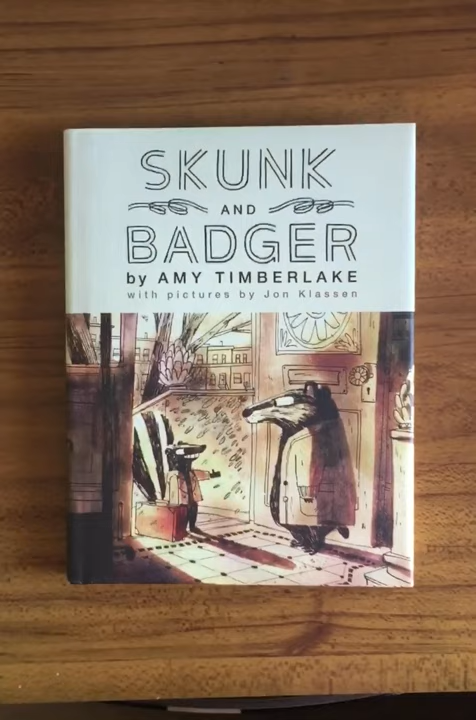 SKUNK
AND
BADGER
by AMY TIMBERLAKE
with pictures by Jon Klassen